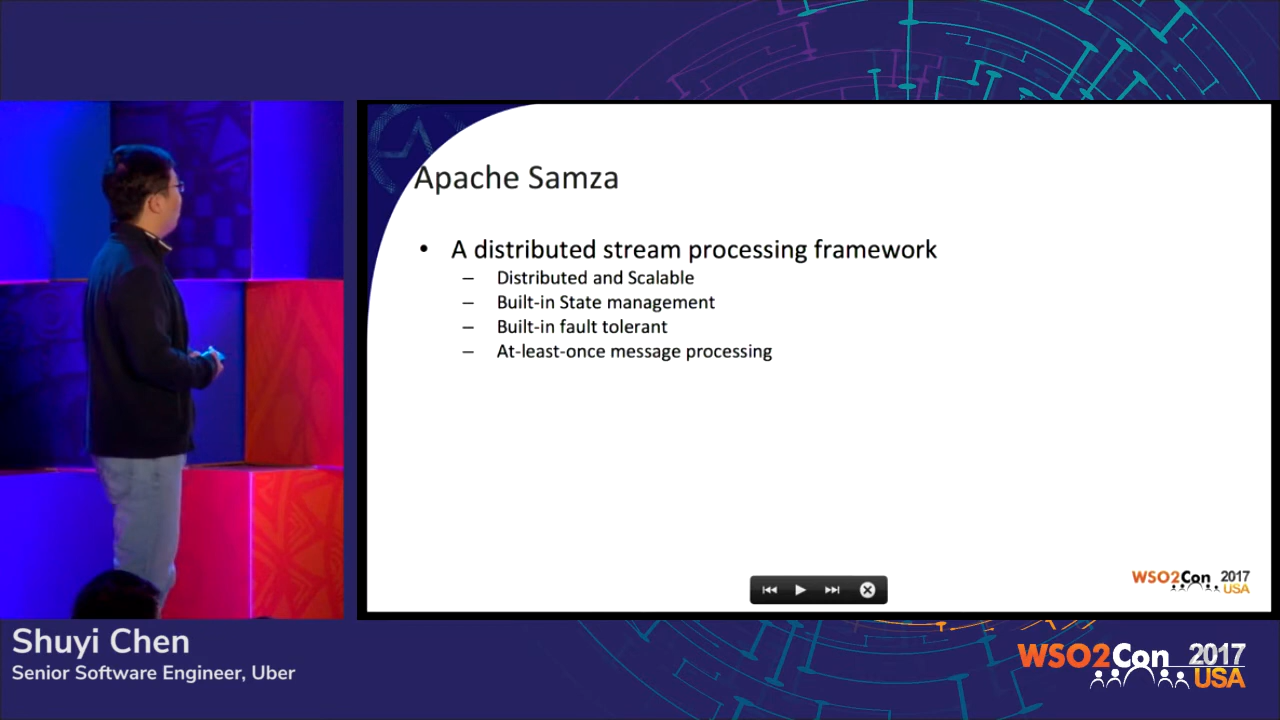 Apache Samza
• A distributed stream processing framework
– Distributed and Scalable
– Built-in State management
– Built-in fault tolerant
– At-least-once message processing
WSO2Con 2017
USA
Shuyi Chen
Senior Software Engineer, Uber
WSO2Con 2017
USA